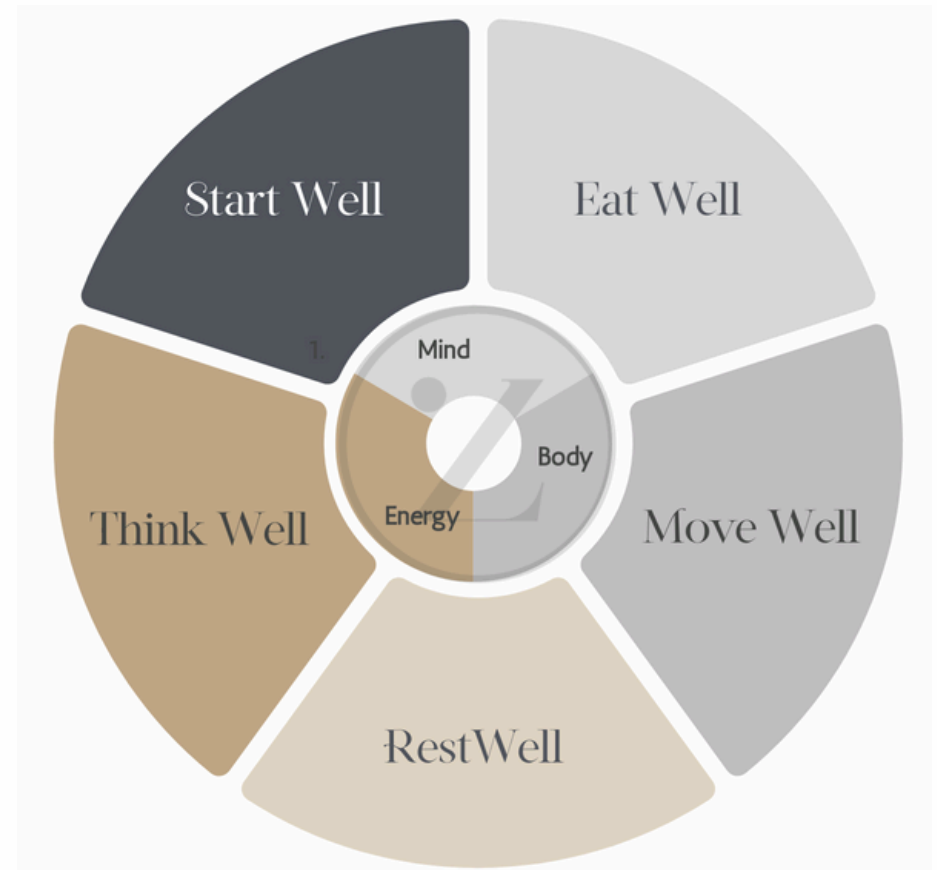 Start Well
Eat Well
1.
Mind
Body
Energy
Think Well
Move Well
RestWell